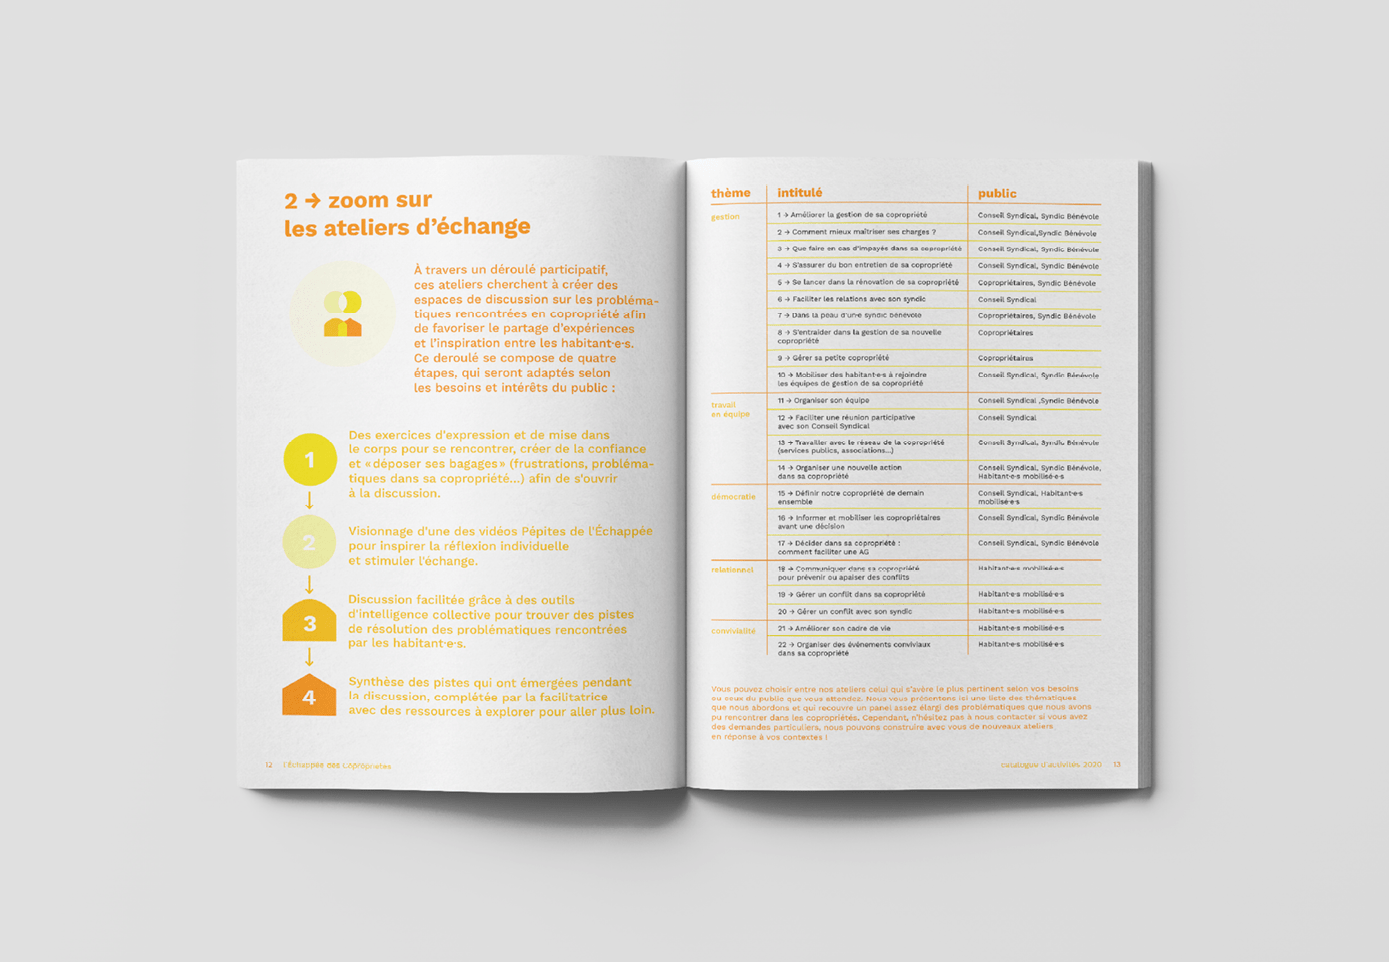 2 → zoom sur
les ateliers d'échange
À travers un déroulé participatif,
ces ateliers cherchent à créer des
espaces de discussion sur les probléma-
tiques rencontrées en copropriété afin
de favoriser le partage d'expériences
et l'inspiration entre les habitant·e·s.
Ce deroulé se compose de quatre
étapes, qui seront adaptés selon
les besoins et intérêts du public :
1
Des exercices d'expression et de mise dans
le corps pour se rencontrer, créer de la confiance
et «déposer ses bagages» (frustrations, probléma-
tiques dans sa copropriété...) afin de s'ouvrir
à la discussion.
2
Visionnage d'une des vidéos Pépites de l'Échappée
pour inspirer la réflexion individuelle
et stimuler l'échange.
3
Discussion facilitée grâce à des outils
d'intelligence collective pour trouver des pistes
de résolution des problématiques rencontrées
par les habitant·e·s.
4
Synthèse des pistes qui ont émergées pendant
la discussion, complétée par la facilitatrice
avec des ressources à explorer pour aller plus loin.
12 L'Échappée des Copropriétés
thème intitulé public
gestion 1 → Améliorer la gestion de sa copropriété Conseil Syndical, Syndic Bénévole
2 → Comment mieux maîtriser ses charges ? Conseil Syndical,Syndic Bénévole
3 → Que faire en cas d'impayés dans sa copropriété Conseil Syndical, Syndic Bénévole
4 → S'assurer du bon entretien de sa copropriété Conseil Syndical, Syndic Bénévole
5 → Se lancer dans la rénovation de sa copropriété Copropriétaires, Syndic Bénévole
6 → Faciliter les relations avec son syndic Conseil Syndical
7 → Dans la peau d'un·e syndic bénévole Copropriétaires, Syndic Bénévole
8 → S'entraider dans la gestion de sa nouvelle Copropriétaires
copropriété
9 → Gérer sa petite copropriété Copropriétaires
10 → Mobiliser des habitant·e·s à rejoindre Conseil Syndical, Syndic Bénévole
les équipes de gestion de sa copropriété
travail 11 → Organiser son équipe Conseil Syndical ,Syndic Bénévole
en équipe 12 → Faciliter une réunion participative Conseil Syndical
avec son Conseil Syndical
13 → Travailler avec le réseau de la copropriété Conseil Syndical, Syndic Bénévole
(services publics, associations...)
14 → Organiser une nouvelle action Conseil Syndical, Syndic Bénévole,
dans sa copropriété Habitant·e·s mobilisé·e·s
démocratie 15 → Définir notre copropriété de demain Conseil Syndical, Habitant·e·s
ensemble mobilisé·e·s
16 → Informer et mobiliser les copropriétaires Conseil Syndical, Syndic Bénévole
avant une décision
17 → Décider dans sa copropriété : Conseil Syndical, Syndic Bénévole
comment faciliter une AG
relationnel 18 → Communiquer dans sa copropriété Habitant·e·s mobilisé·e·s
pour prévenir ou apaiser des conflits
19 → Gérer un conflit dans sa copropriété Habitant·e·s mobilisé·e·s
20 → Gérer un conflit avec son syndic Habitant·e·s mobilisé·e·s
convivialité 21 → Améliorer son cadre de vie Habitant·e·s mobilisé·e·s
22 → Organiser des événements conviviaux Habitant·e·s mobilisé·e·s
dans sa copropriété
Vous pouvez choisir entre nos ateliers celui qui s'avère le plus pertinent selon vos besoins
ou ceux du public que vous attendez. Nous vous présentons ici une liste des thématiques
que nous abordons et qui recouvre un panel assez élargi des problématiques que nous avons
pu rencontrer dans les copropriétés. Cependant, n'hésitez pas à nous contacter si vous avez
des demandes particuliers, nous pouvons construire avec vous de nouveaux ateliers
en réponse à vos contextes !
catalogue d'activités 2020 13